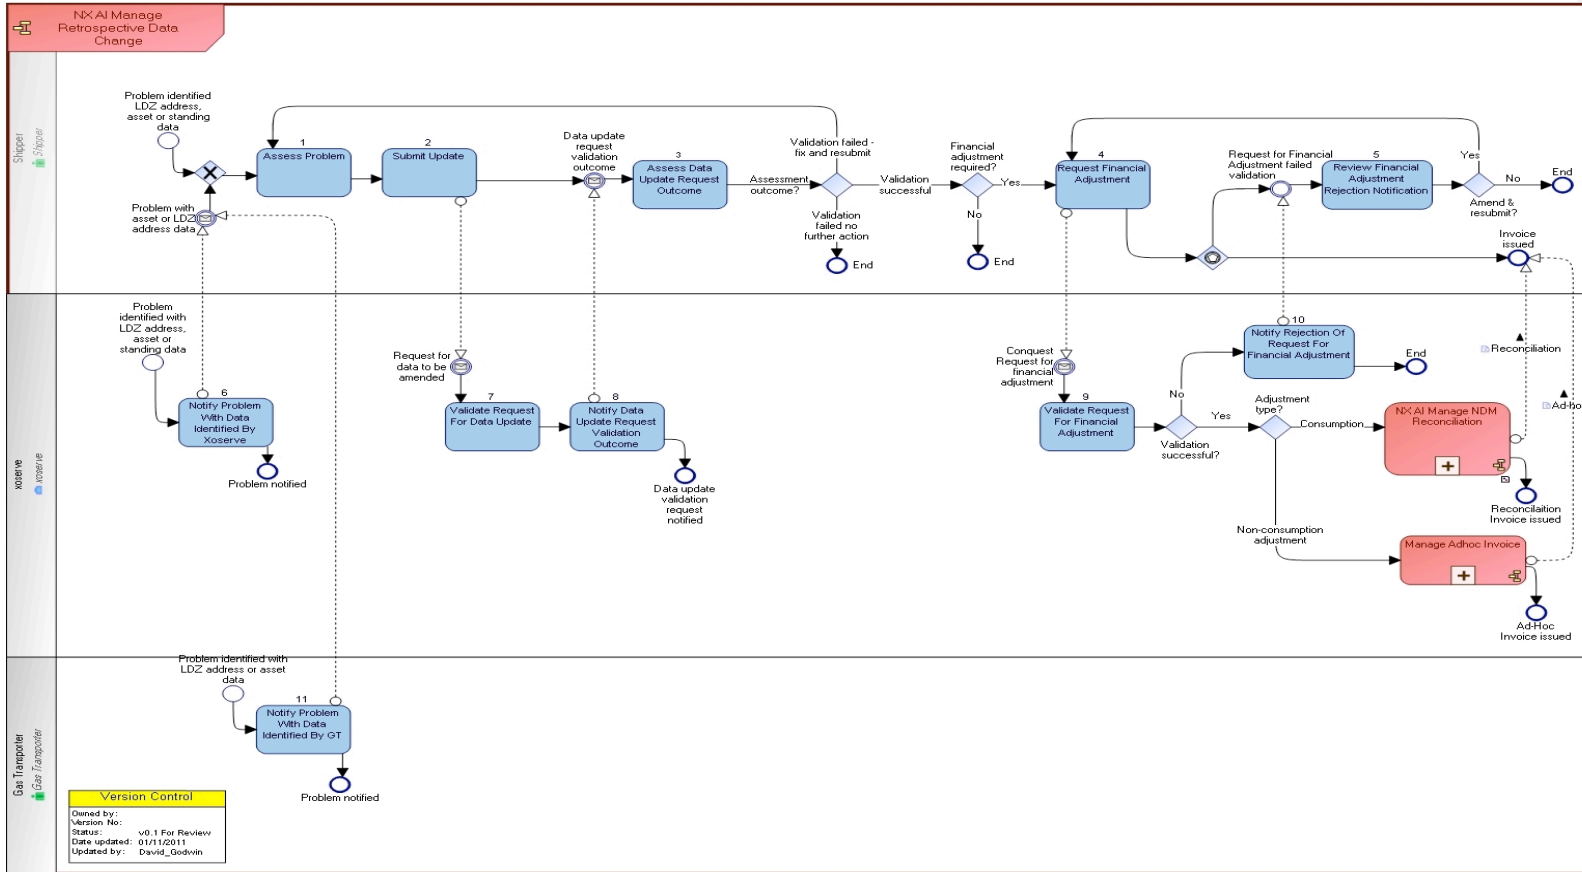 NX AI Manage
Retrospective Data
Change
Shipper
Shipper
Problem identified
LDZ address,
asset or standing
data
Problem with
asset or LDZ
address data
1
Assess Problem
2
Submit Update
Data update
request
validation
outcome
3
Assess Data
Update Request
Outcome
Assessment
outcome?
Validation failed -
fix and resubmit
Validation
successful
Validation
failed no
further action
End
Financial
adjustment
required?
Yes
No
End
4
Request Financial
Adjustment
Request for Financial
Adjustment failed
validation
5
Review Financial
Adjustment
Rejection Notification
Yes
No
Amend &
resubmit?
End
Invoice
issued
xoserve
xoserve
Problem
identified with
LDZ address,
asset or
standing data
6
Notify Problem
With Data
Identified By
Xoserve
Problem notified
Request for
data to be
amended
7
Validate Request
For Data Update
8
Notify Data
Update Request
Validation
Outcome
Data update
validation
request
notified
Conquest
Request for
financial
adjustment
9
Validate Request
For Financial
Adjustment
No
Yes
Validation
successful?
10
Notify Rejection Of
Request For
Financial Adjustment
End
Adjustment
type?
Consumption
Non-consumption
adjustment
NX AI Manage NDM
Reconciliation
Reconciliation
Ad-ho
Reconcilaition
Invoice issued
Manage Adhoc Invoice
Ad-Hoc
Invoice issued
Gas Transporter
Gas Transporter
Problem identified with
LDZ address or asset
data
11
Notify Problem
With Data
Identified By GT
Problem notified
Version Control
Owned by:
Version No:
Status: v0.1 For Review
Date updated: 01/11/2011
Updated by: David_Godwin